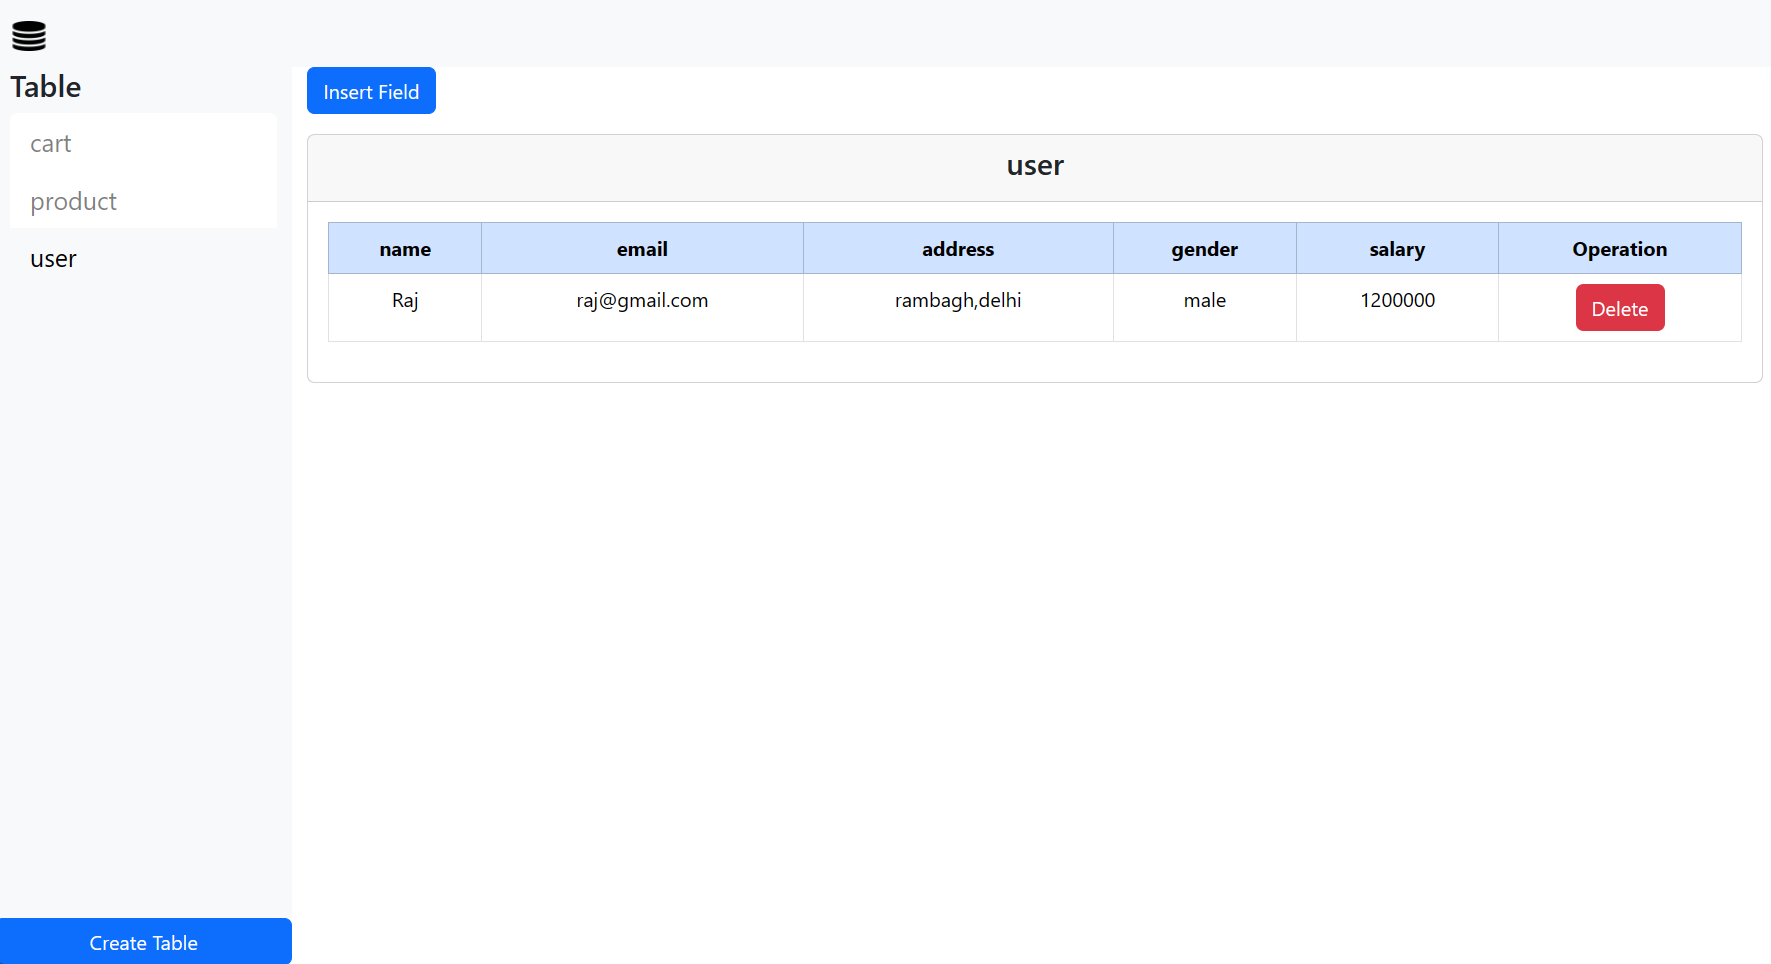 Table
cart
product
user
Create Table
Insert Field
user
name email address gender salary Operation
Raj raj@gmail.com rambagh,delhi male 1200000 Delete